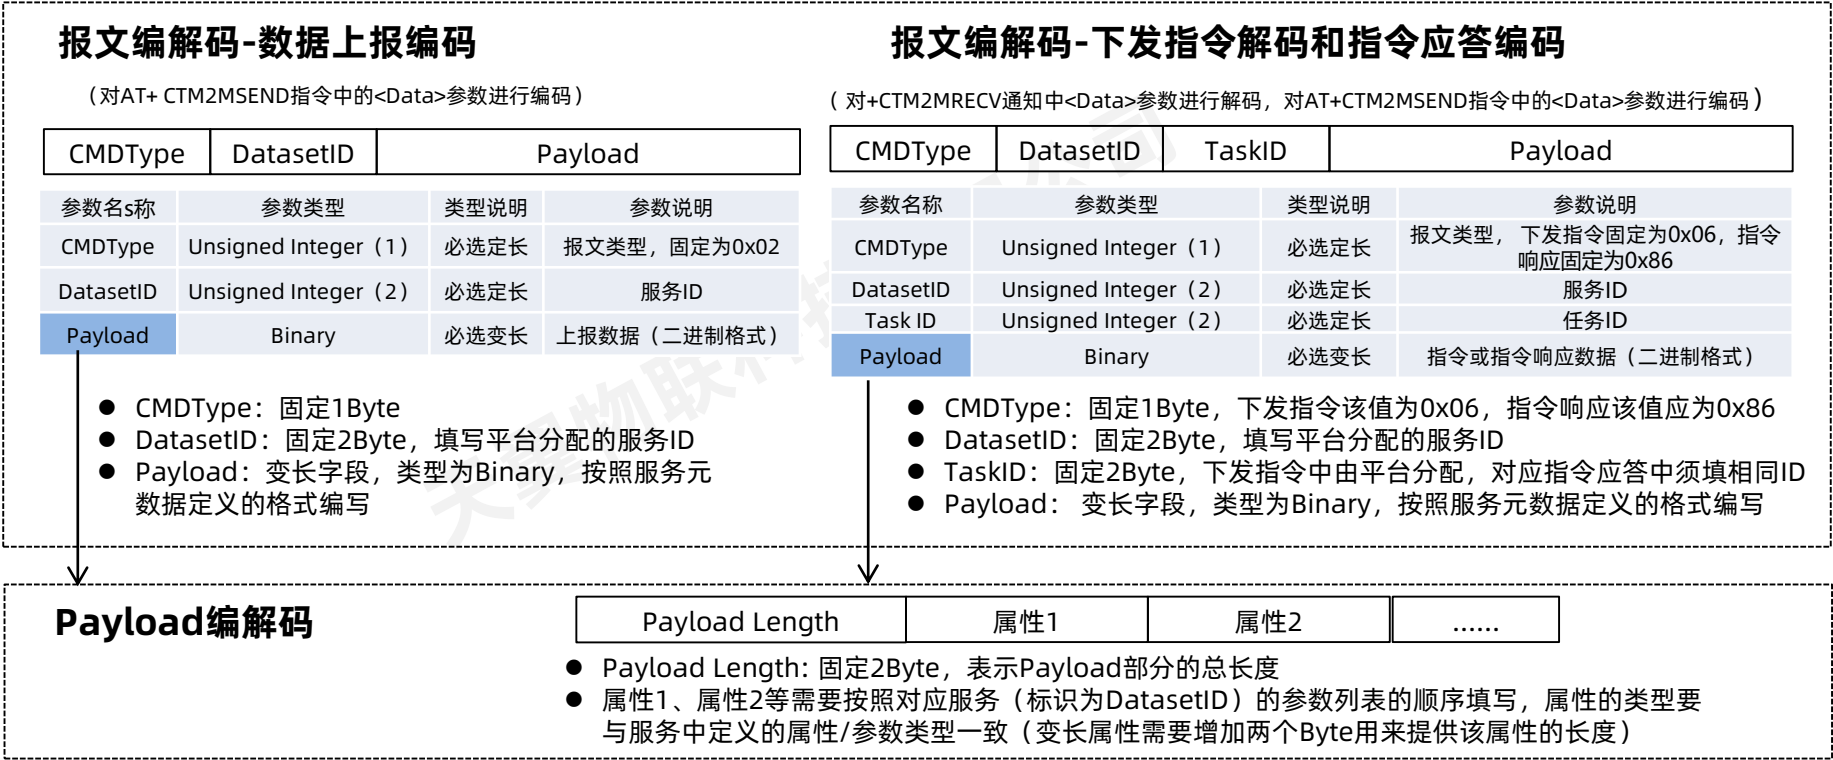 报文编解码-数据上报编码
（对AT+ CTM2MSEND指令中的<Data>参数进行编码）
CMDType DatasetID Payload
参数名s称 参数类型 类型说明 参数说明
CMDType Unsigned Integer（1） 必选定长 报文类型，固定为0x02
DatasetID Unsigned Integer（2） 必选定长 服务ID
Payload Binary 必选变长 上报数据（二进制格式）
● CMDType：固定1Byte
● DatasetID：固定2Byte，填写平台分配的服务ID
● Payload：变长字段，类型为Binary，按照服务元
数据定义的格式编写
报文编解码-下发指令解码和指令应答编码
（ 对+CTM2MRECV通知中<Data>参数进行解码，对AT+CTM2MSEND指令中的<Data>参数进行编码）
CMDType DatasetID TaskID Payload
参数名称 参数类型 类型说明 参数说明
CMDType Unsigned Integer（1） 必选定长 报文类型， 下发指令固定为0x06，指令
响应固定为0x86
DatasetID Unsigned Integer（2） 必选定长 服务ID
Task ID Unsigned Integer（2） 必选定长 任务ID
Payload Binary 必选变长 指令或指令响应数据（二进制格式）
● CMDType：固定1Byte，下发指令该值为0x06，指令响应该值应为0x86
● DatasetID：固定2Byte，填写平台分配的服务ID
● TaskID：固定2Byte，下发指令中由平台分配，对应指令应答中须填相同ID
● Payload： 变长字段，类型为Binary，按照服务元数据定义的格式编写
Payload编解码
Payload Length 属性1 属性2 ……
● Payload Length: 固定2Byte，表示Payload部分的总长度
● 属性1、属性2等需要按照对应服务（标识为DatasetID）的参数列表的顺序填写，属性的类型要
与服务中定义的属性/参数类型一致（变长属性需要增加两个Byte用来提供该属性的长度）